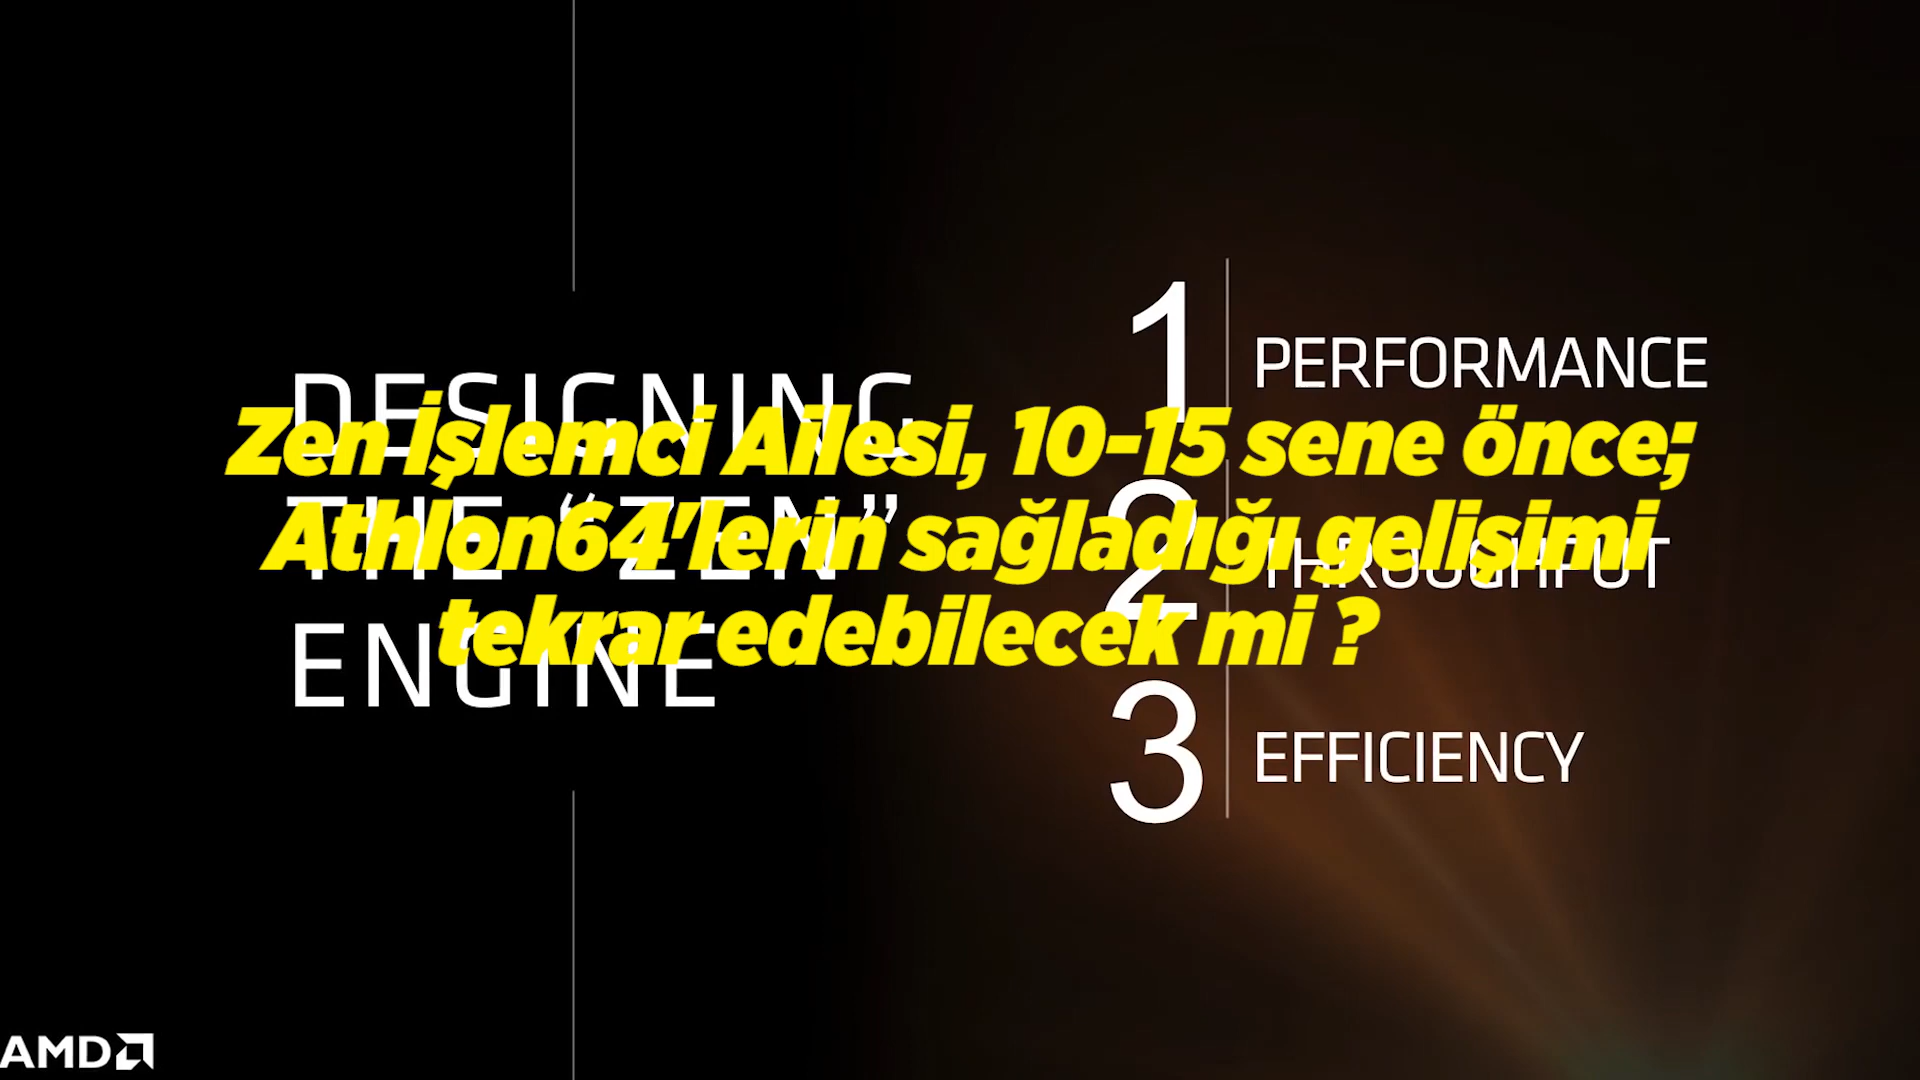 DESIGNING
THE "ZEN"
ENGINE
1 PERFORMANCE
2 THROUGHPUT
3 EFFICIENCY
Zen İşlemci Ailesi, 10-15 sene önce;
Athlon64'lerin sağladığı gelişimi
tekrar edebilecek mi ?
AMD